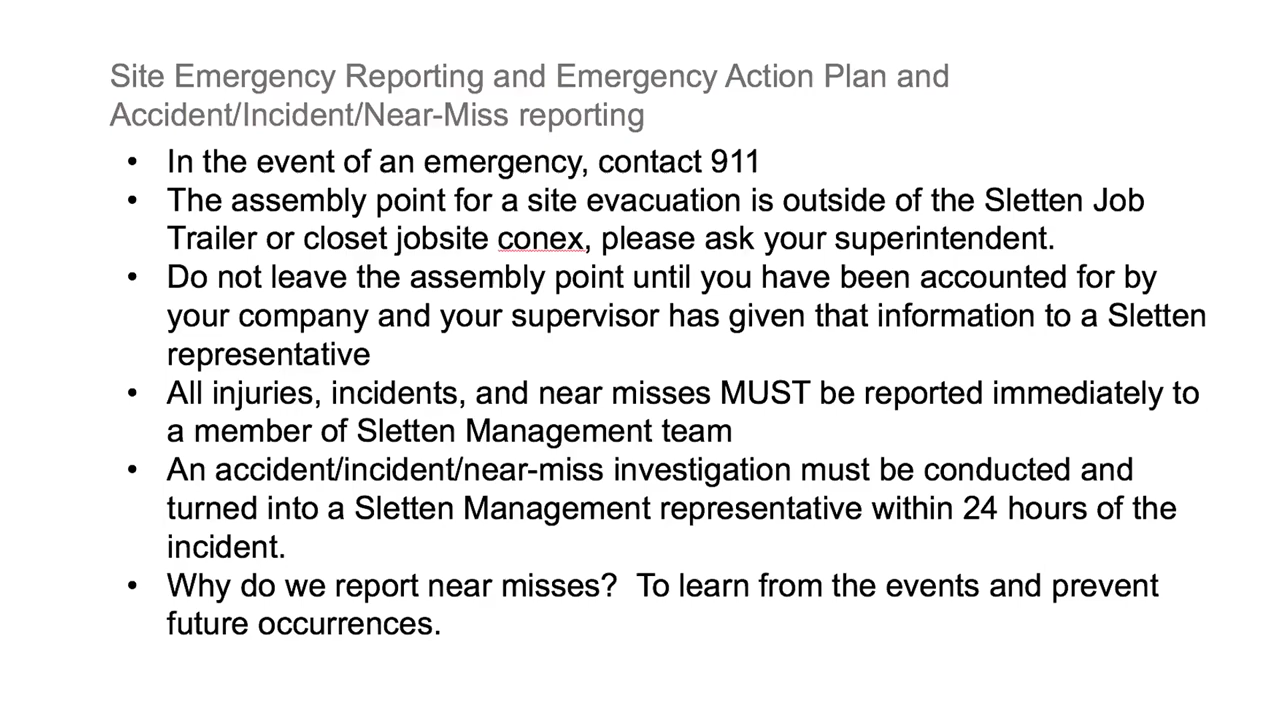 Site Emergency Reporting and Emergency Action Plan and
Accident/Incident/Near-Miss reporting
• In the event of an emergency, contact 911
• The assembly point for a site evacuation is outside of the Sletten Job
Trailer or closet jobsite conex, please ask your superintendent.
• Do not leave the assembly point until you have been accounted for by
your company and your supervisor has given that information to a Sletten
representative
• All injuries, incidents, and near misses MUST be reported immediately to
a member of Sletten Management team
• An accident/incident/near-miss investigation must be conducted and
turned into a Sletten Management representative within 24 hours of the
incident.
• Why do we report near misses?  To learn from the events and prevent
future occurrences.